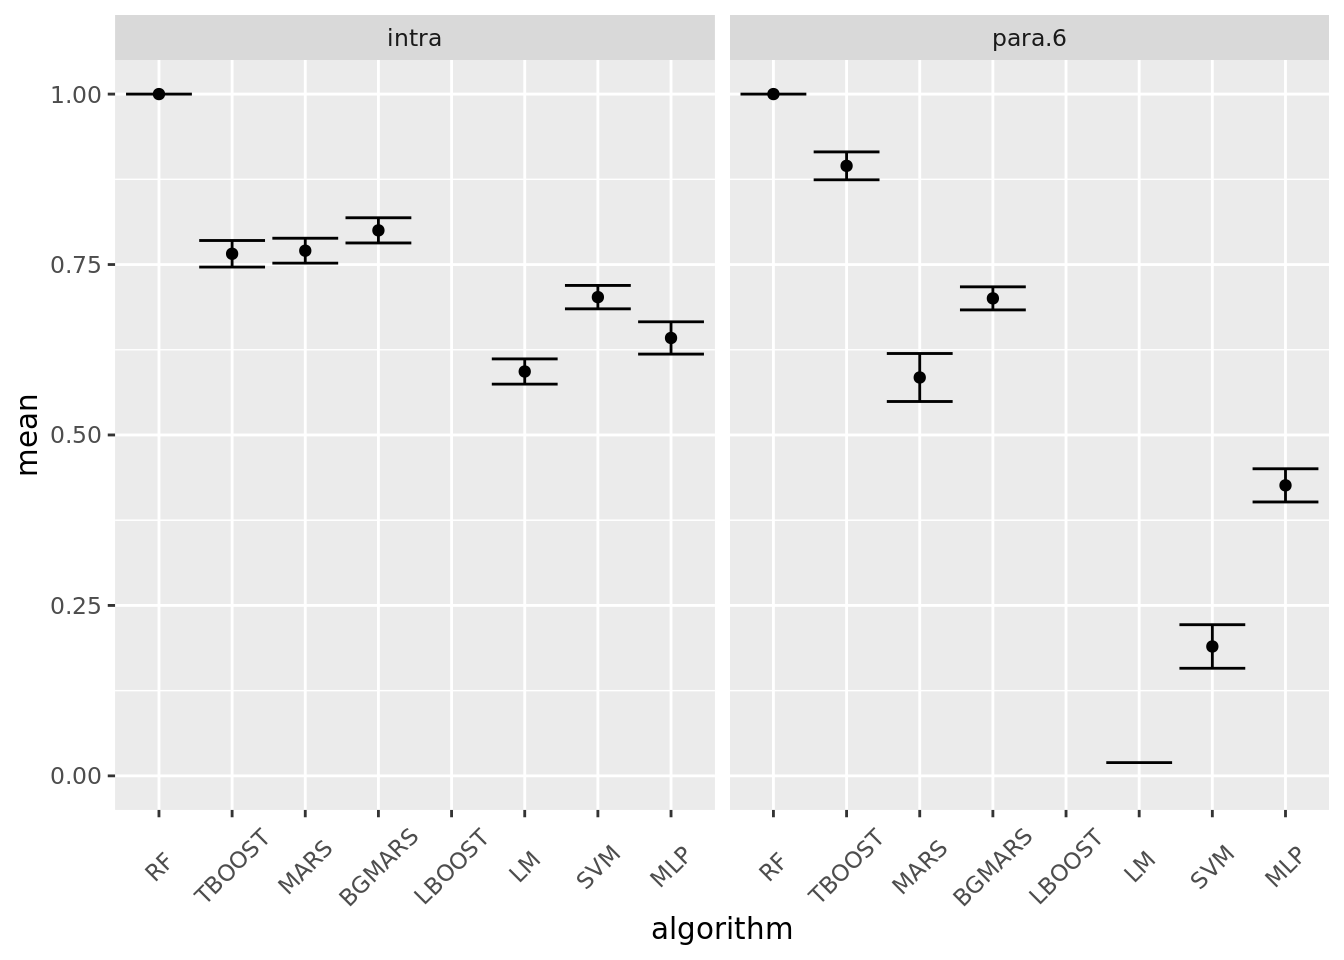 intra
para.6
mean
1.00
0.75
0.50
0.25
0.00
RF TBOOST MARS BGMARS LBOOST LM SVM MLP
RF TBOOST MARS BGMARS LBOOST LM SVM MLP
algorithm